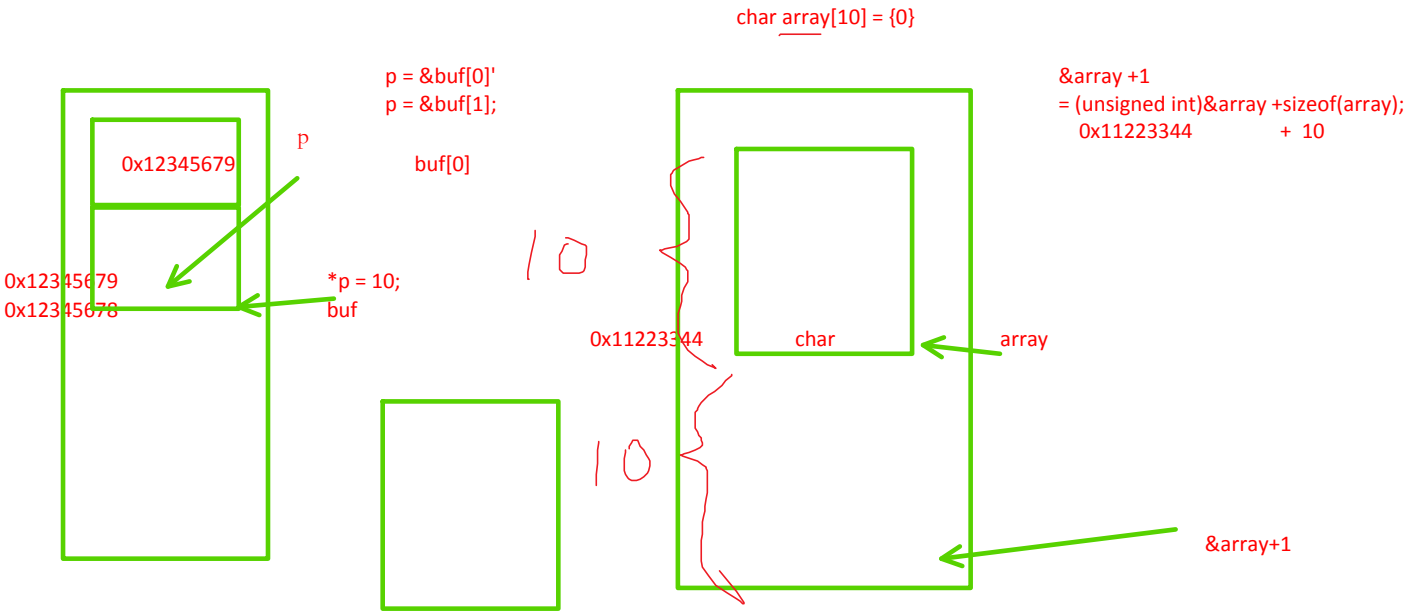 char array[10] = {0}
p = &buf[0]'
p = &buf[1];
&array +1
= (unsigned int)&array +sizeof(array);
0x11223344 + 10
p
0x12345679
buf[0]
10
0x12345679
*p = 10;
0x12345678
buf
0x11223344
char
array
10
&array+1